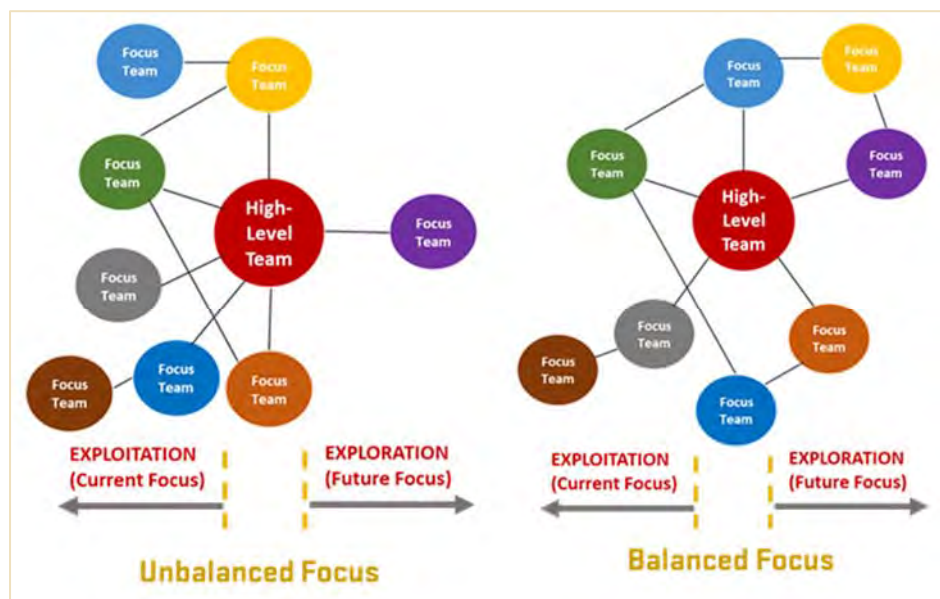 Focus
Team
Focus
Team
Focus
Team
High-
Level
Team
Focus
Team
Focus
Team
Focus
Team
Focus
Team
Focus
Team
EXPLOITATION
(Current Focus)
EXPLORATION
(Future Focus)
Unbalanced Focus
Focus
Team
Focus
Team
Focus
Team
Focus
Team
High-
Level
Team
Focus
Team
Focus
Team
Focus
Team
Focus
Team
EXPLOITATION
(Current Focus)
EXPLORATION
(Future Focus)
Balanced Focus